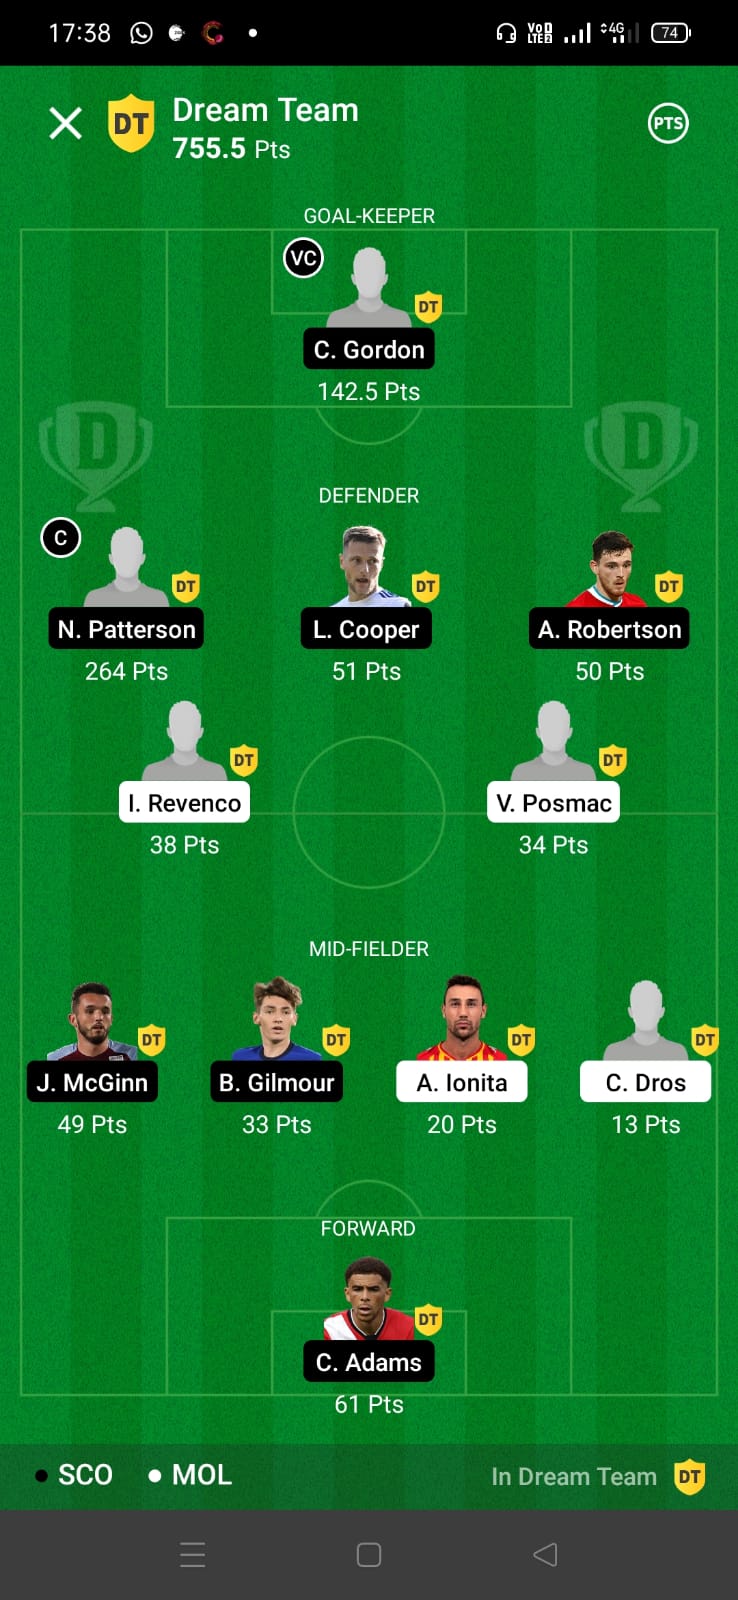 17:38
VoD
LTE2
4G
74
DT
Dream Team
755.5 Pts
PTS
GOAL-KEEPER
VC
DT
C. Gordon
142.5 Pts
D
D
DEFENDER
C
DT
DT
DT
N. Patterson
L. Cooper
A. Robertson
264 Pts
51 Pts
50 Pts
DT
DT
I. Revenco
V. Posmac
38 Pts
34 Pts
MID-FIELDER
DT
DT
DT
DT
J. McGinn
B. Gilmour
A. Ionita
C. Dros
49 Pts
33 Pts
20 Pts
13 Pts
FORWARD
DT
C. Adams
61 Pts
SCO
MOL
In Dream Team
DT